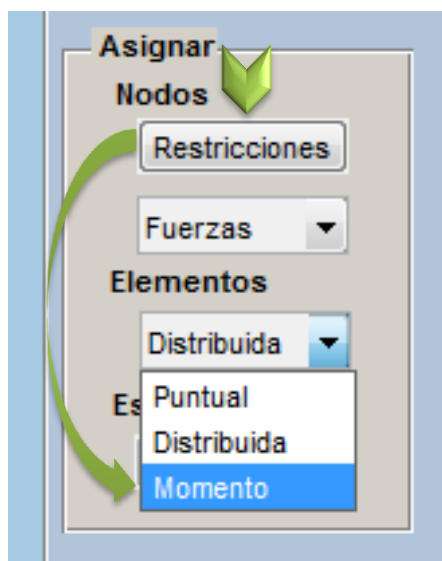 Asignar
Nodos
Restricciones
Fuerzas
Elementos
Distribuida
Puntual
Distribuida
Momento